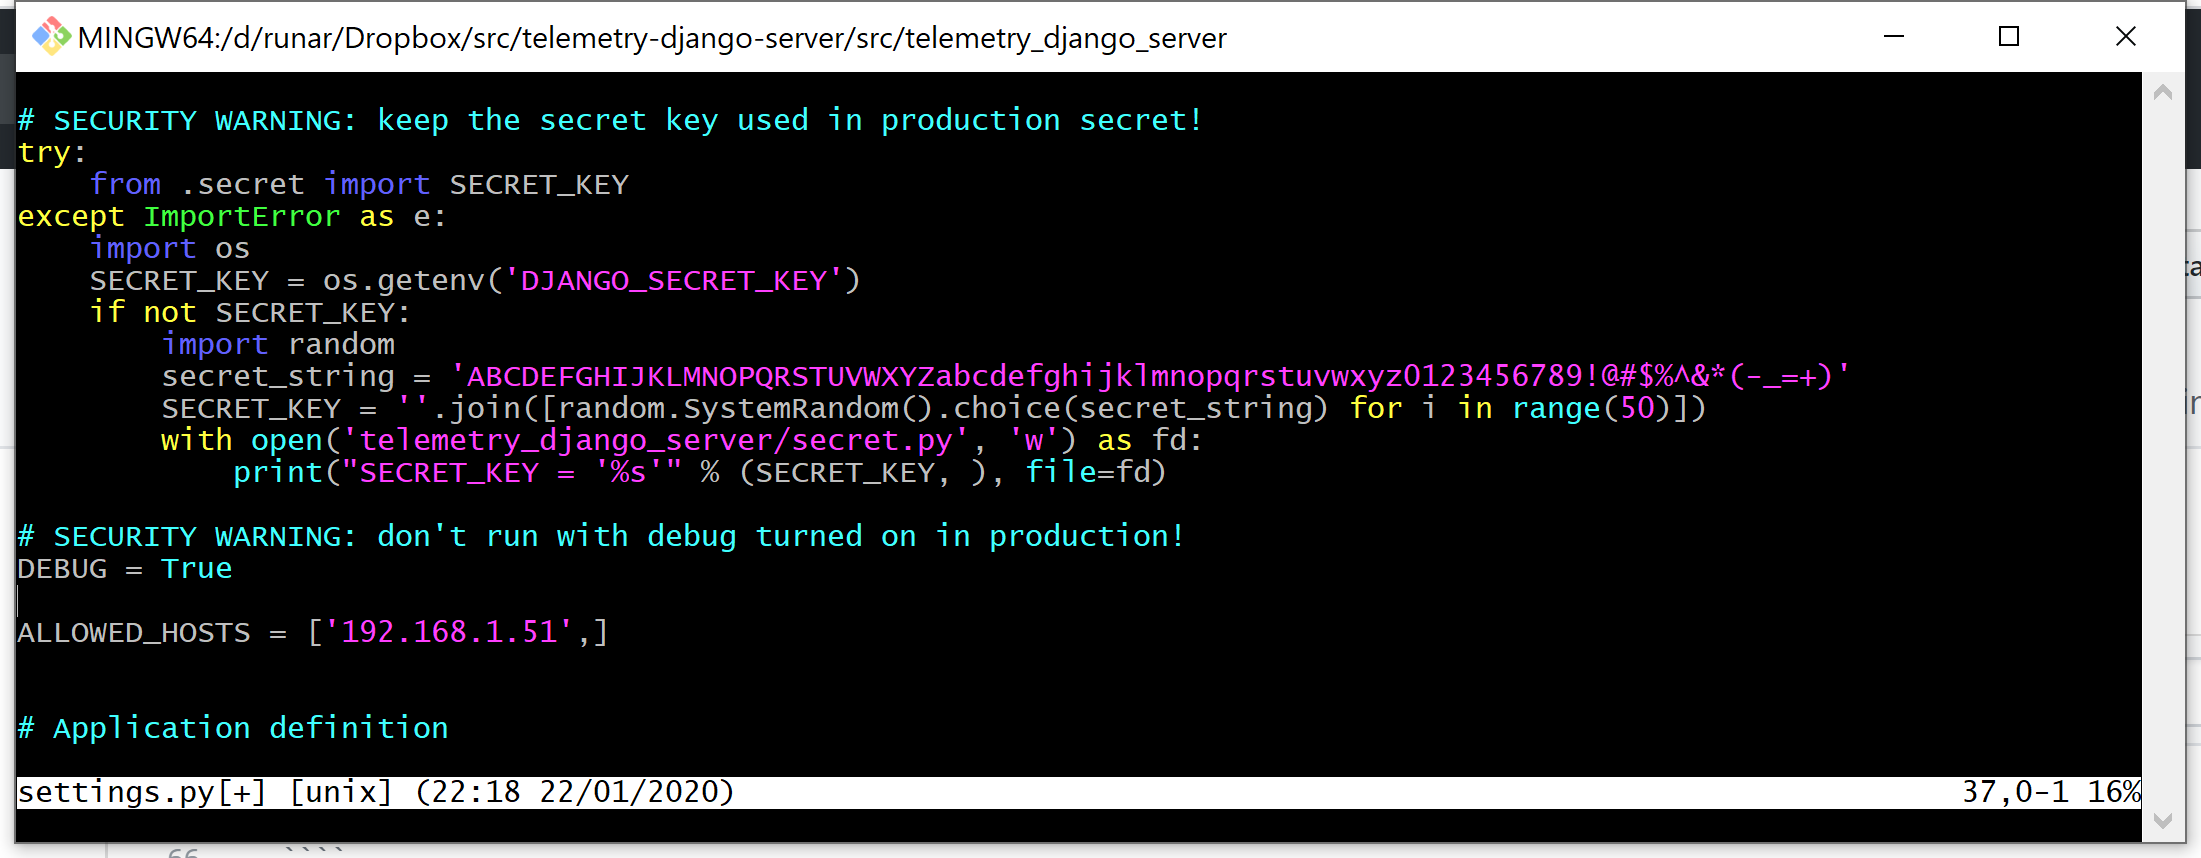 MINGW64:/d/runar/Dropbox/src/telemetry-django-server/src/telemetry_django_server
# SECURITY WARNING: keep the secret key used in production secret!
try:
    from .secret import SECRET_KEY
except ImportError as e:
    import os
    SECRET_KEY = os.getenv('DJANGO_SECRET_KEY')
    if not SECRET_KEY:
        import random
        secret_string = 'ABCDEFGHIJKLMNOPQRSTUVWXYZabcdefghijklmnopqrstuvwxyz0123456789!@#$%^&*(-_=+)'
        SECRET_KEY = ''.join([random.SystemRandom().choice(secret_string) for i in range(50)])
        with open('telemetry_django_server/secret.py', 'w') as fd:
            print("SECRET_KEY = '%s'" % (SECRET_KEY, ), file=fd)
# SECURITY WARNING: don't run with debug turned on in production!
DEBUG = True
ALLOWED_HOSTS = ['192.168.1.51',]
# Application definition
settings.py[+] [unix] (22:18 22/01/2020) 37,0-1 16%